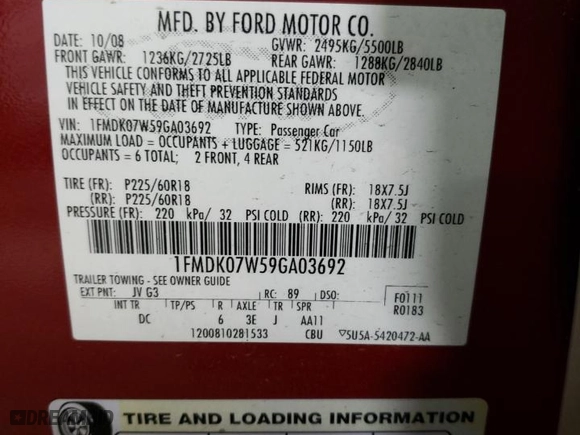 MFD. BY FORD MOTOR CO.
DATE: 10/08 GVWR: 2495KG/5500LB
FRONT GAWR: 1236KG/2725LB REAR GAWR: 1288KG/2840LB
THIS VEHICLE CONFORMS TO ALL APPLICABLE FEDERAL MOTOR
VEHICLE SAFETY AND THEFT PREVENTION STANDARDS
IN EFFECT ON THE DATE OF MANUFACTURE SHOWN ABOVE.
VIN: 1FMDK07W59GA03692 TYPE: Passenger Car
MAXIMUM LOAD = OCCUPANTS + LUGGAGE = 521KG/1150LB
OCCUPANTS = 6 TOTAL; 2 FRONT, 4 REAR
TIRE (FR): P225/60R18 RIMS (FR): 18X7.5J
(RR): P225/60R18 (RR): 18X7.5J
PRESSURE (FR): 220 kPa/ 32 PSI COLD (RR): 220 kPa/ 32 PSI COLD
1FMDK07W59GA03692
TRAILER TOWING - SEE OWNER GUIDE
EXT PNT: JV G3 RC: 89 DSO: F0111
INT TR TP/PS R AXLE TR SPR R0183
DC 6 3E J AA11
1200810281533 CBU 5U5A-5420472-AA
TIRE AND LOADING INFORMATION